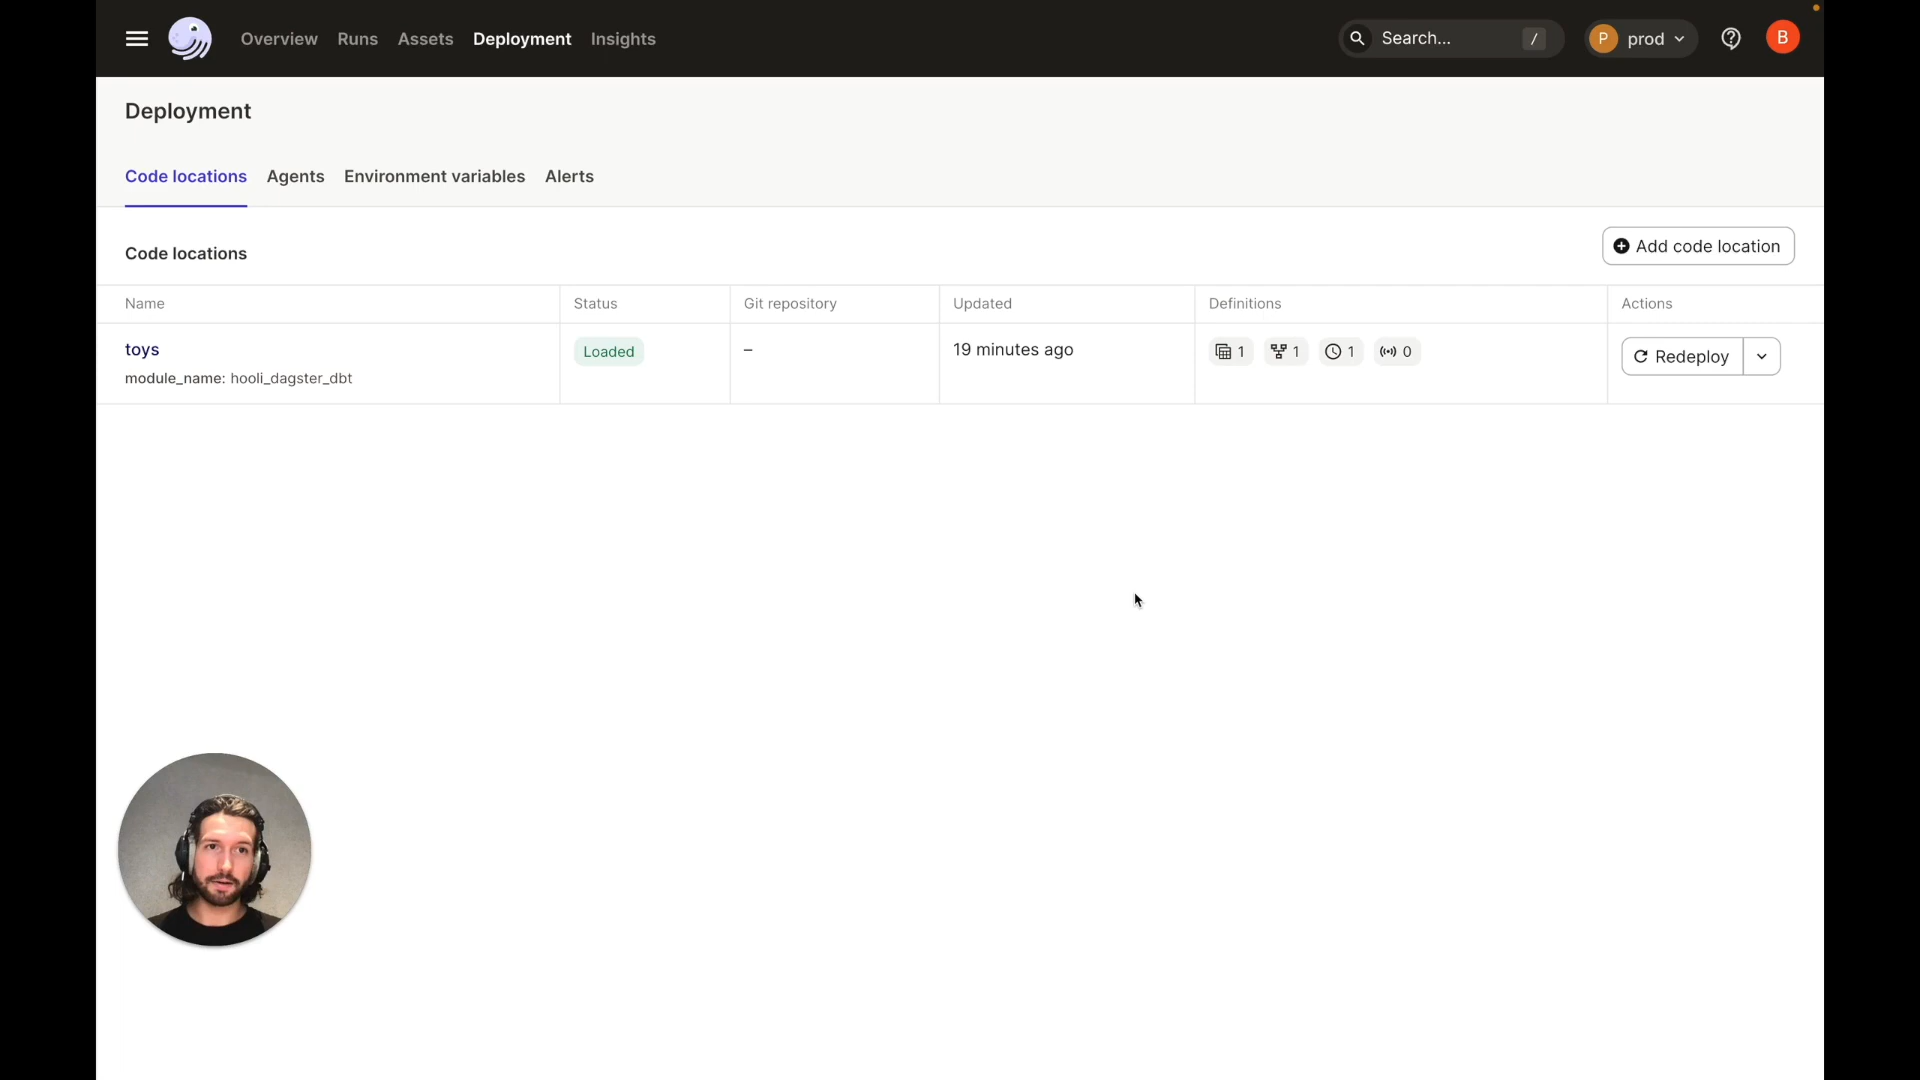 Overview Runs Assets Deployment Insights Search... / P prod B
Deployment
Code locations Agents Environment variables Alerts
Code locations Add code location
Name Status Git repository Updated Definitions Actions
toys Loaded – 19 minutes ago 1 1 1 0 Redeploy
module_name: hooli_dagster_dbt